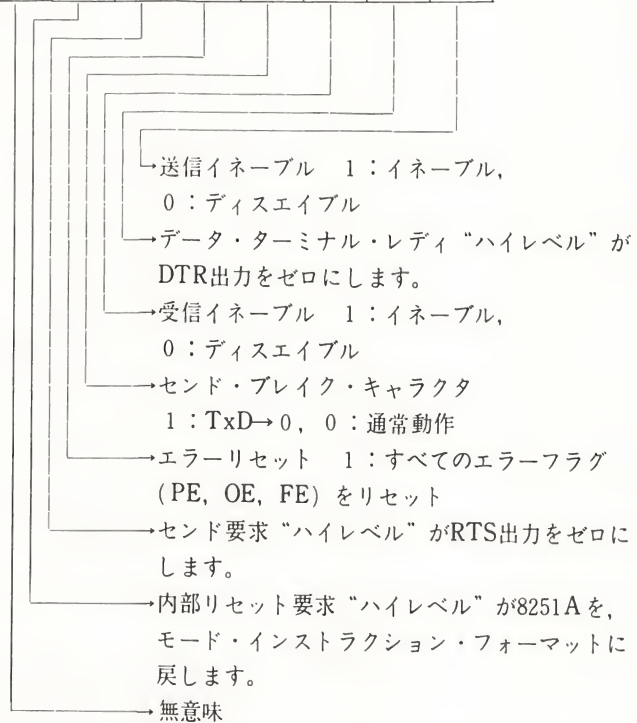 送信イネーブル　1：イネーブル,
0：ディスエイブル
データ・ターミナル・レディ“ハイレベル”が
DTR出力をゼロにします。
受信イネーブル　1：イネーブル,
0：ディスエイブル
センド・ブレイク・キャラクタ
1：TxD→0, 0：通常動作
エラーリセット　1：すべてのエラーフラグ
(PE, OE, FE) をリセット
センド要求“ハイレベル”がRTS出力をゼロに
します。
内部リセット要求“ハイレベル”が8251Aを,
モード・インストラクション・フォーマットに
戻します。
無意味